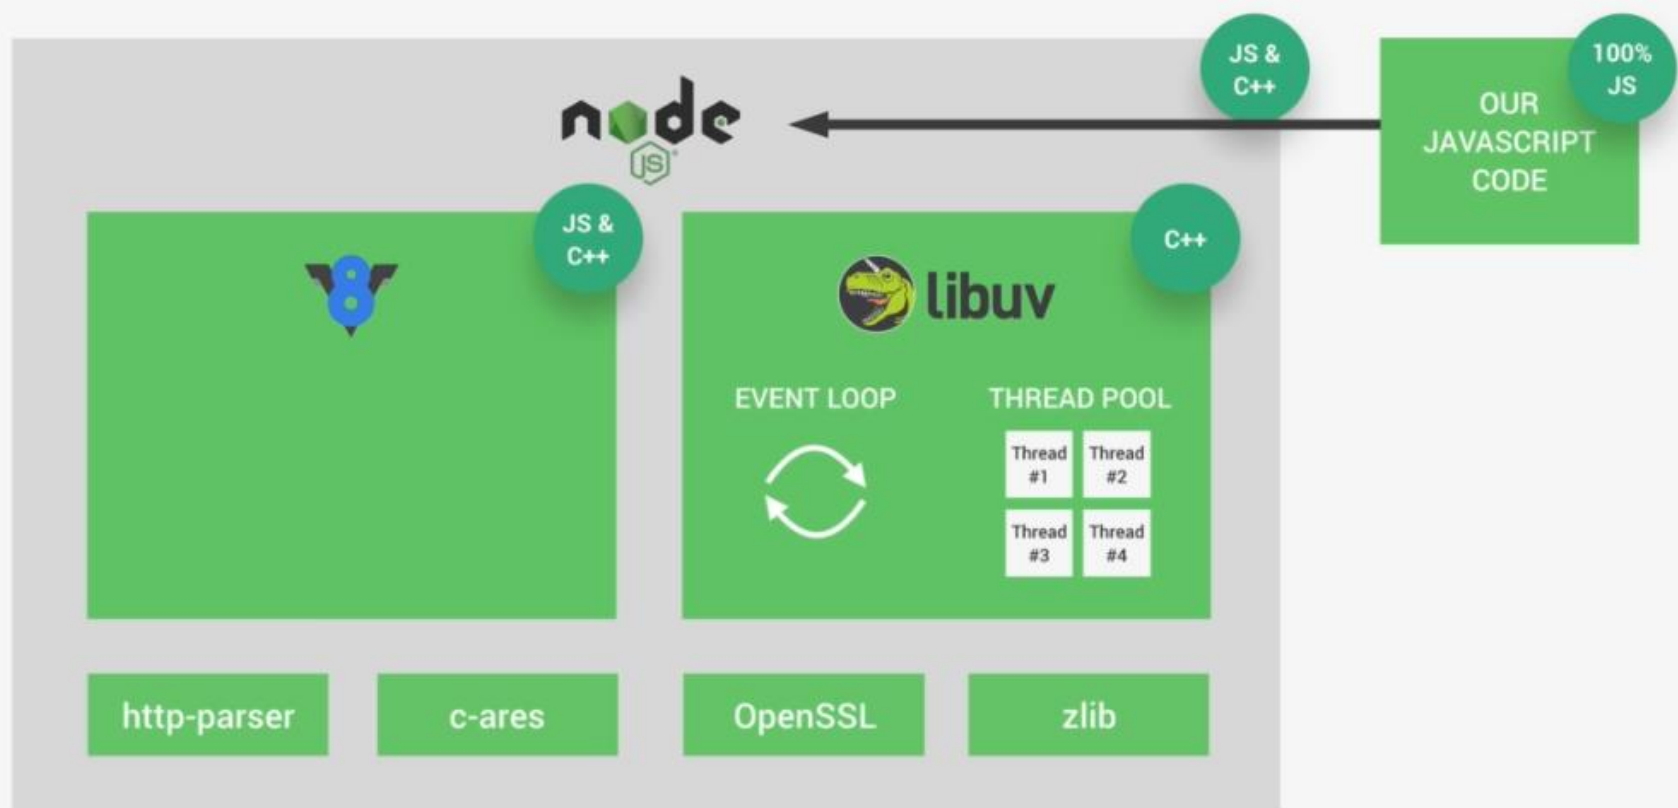 node
JS
JS &
C++
100%
JS
OUR
JAVASCRIPT
CODE
V8
JS &
C++
libuv
C++
EVENT LOOP
THREAD POOL
Thread
#1
Thread
#2
Thread
#3
Thread
#4
http-parser
c-ares
OpenSSL
zlib